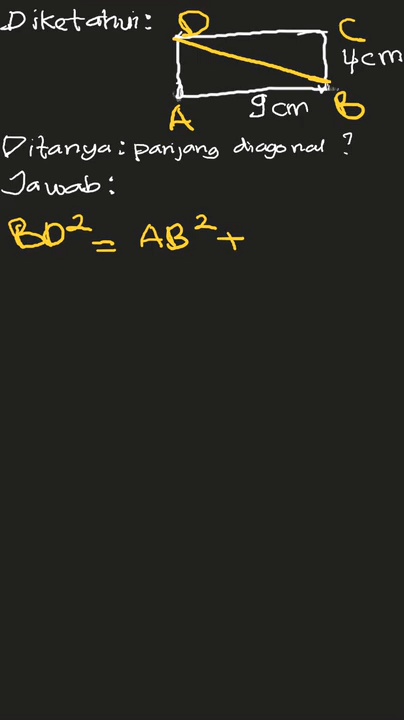 Diketahui:
D
C
4cm
9cm
B
A
Ditanya: panjang diagonal ?
Jawab:
BD² = AB² +